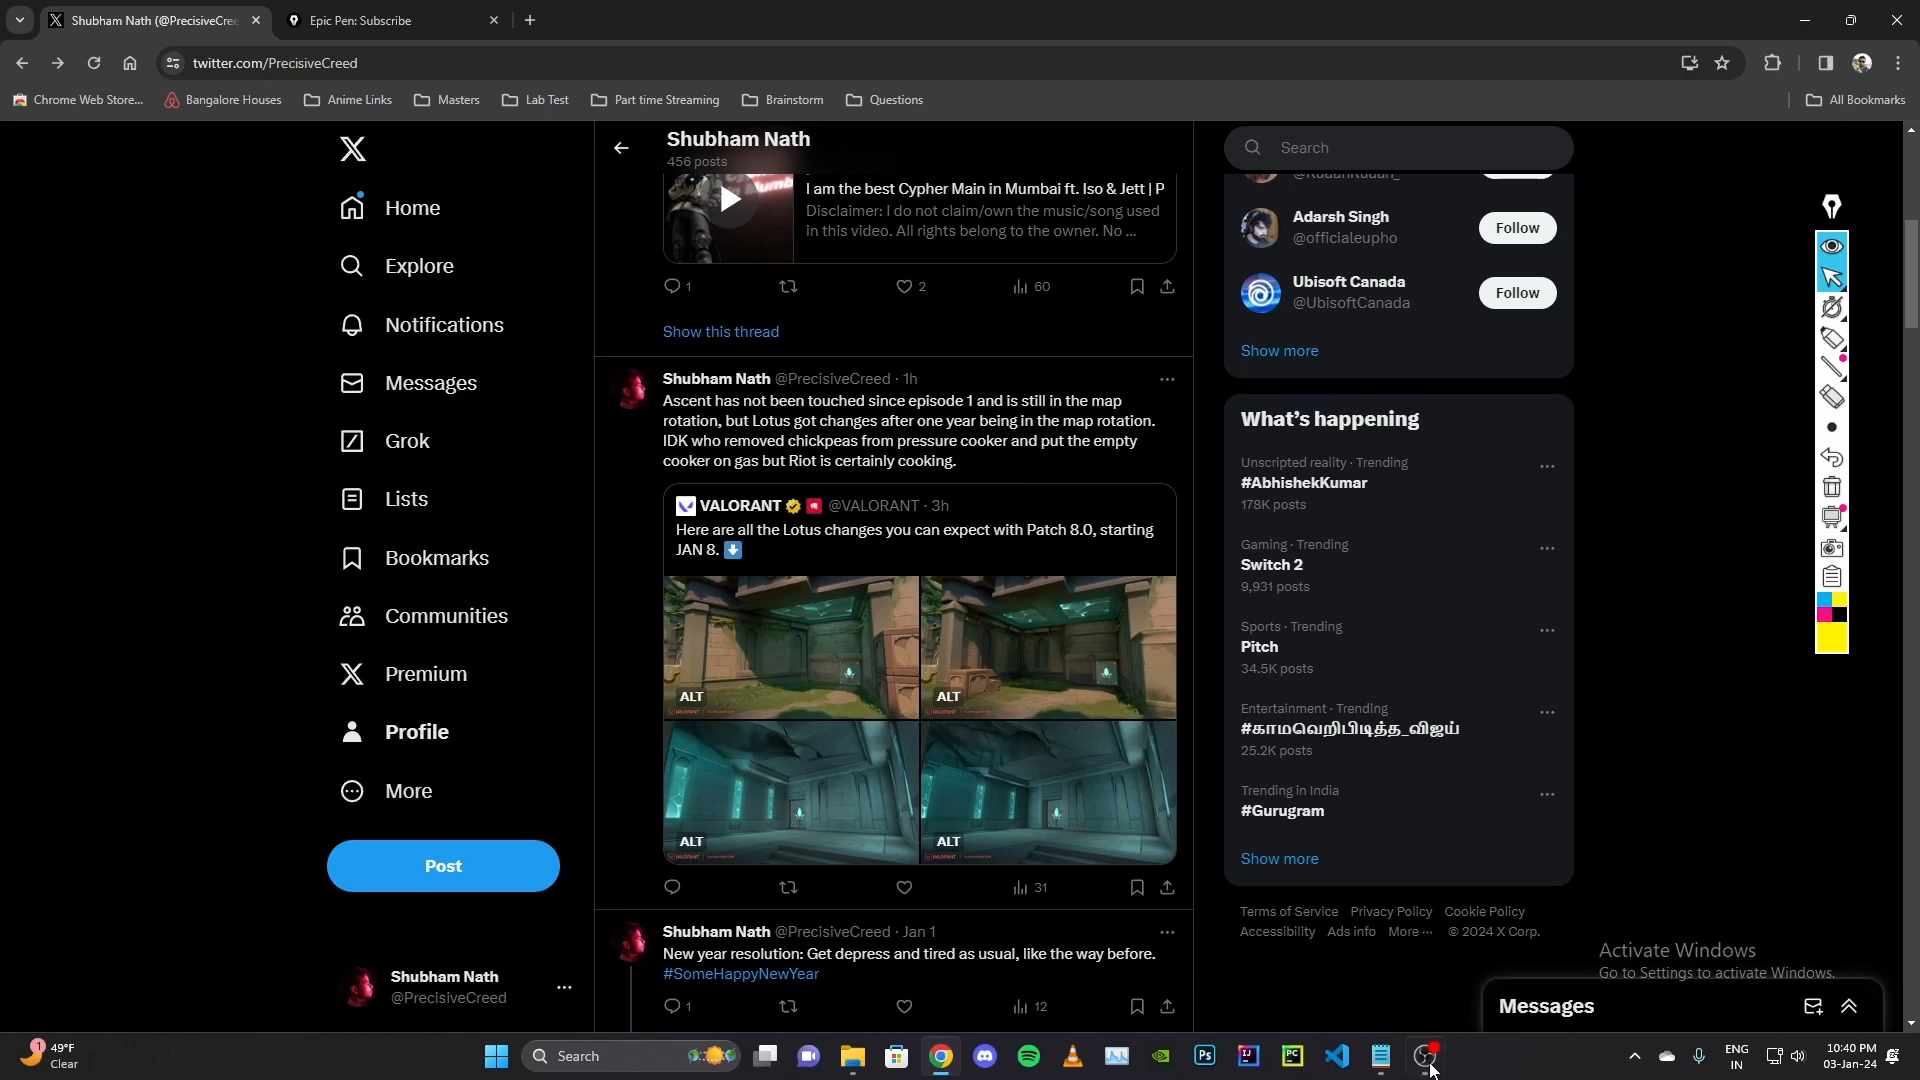 Shubham Nath (@PrecisiveCre
Epic Pen: Subscribe
twitter.com/PrecisiveCreed
Chrome Web Store...
Bangalore Houses
Anime Links
Masters
Lab Test
Part time Streaming
Brainstorm
Questions
All Bookmarks
Home
Explore
Notifications
Messages
Grok
Lists
Bookmarks
Communities
Premium
Profile
More
Post
Shubham Nath
@PrecisiveCreed
Shubham Nath
456 posts
I am the best Cypher Main in Mumbai ft. Iso & Jett | P
Disclaimer: I do not claim/own the music/song used
in this video. All rights belong to the owner. No ...
1
2
60
Show this thread
Shubham Nath @PrecisiveCreed · 1h
Ascent has not been touched since episode 1 and is still in the map
rotation, but Lotus got changes after one year being in the map rotation.
IDK who removed chickpeas from pressure cooker and put the empty
cooker on gas but Riot is certainly cooking.
VALORANT @VALORANT · 3h
Here are all the Lotus changes you can expect with Patch 8.0, starting
JAN 8.
ALT
ALT
ALT
ALT
31
Shubham Nath @PrecisiveCreed · Jan 1
New year resolution: Get depress and tired as usual, like the way before.
#SomeHappyNewYear
1
12
Search
Adarsh Singh
@officialeupho
Follow
Ubisoft Canada
@UbisoftCanada
Follow
Show more
What's happening
Unscripted reality · Trending
#AbhishekKumar
178K posts
Gaming · Trending
Switch 2
9,931 posts
Sports · Trending
Pitch
34.5K posts
Entertainment · Trending
#காமவெறிபிடித்த_விஜய்
25.2K posts
Trending in India
#Gurugram
Show more
Terms of Service Privacy Policy Cookie Policy
Accessibility Ads info More ··· © 2024 X Corp.
Activate Windows
Go to Settings to activate Windows.
Messages
1
49°F
Clear
Search
ENG
IN
10:40 PM
03-Jan-24